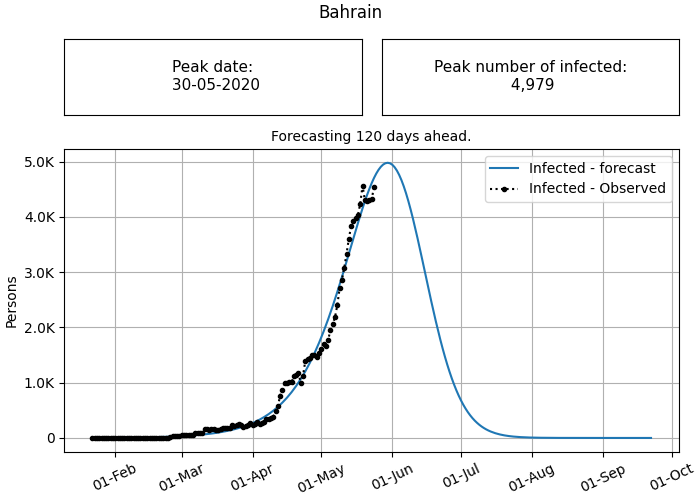 Bahrain
Peak date:
30-05-2020
Peak number of infected:
4,979
Forecasting 120 days ahead.
Infected - forecast
Infected - Observed
Persons
5.0K
4.0K
3.0K
2.0K
1.0K
0
01-Feb
01-Mar
01-Apr
01-May
01-Jun
01-Jul
01-Aug
01-Sep
01-Oct